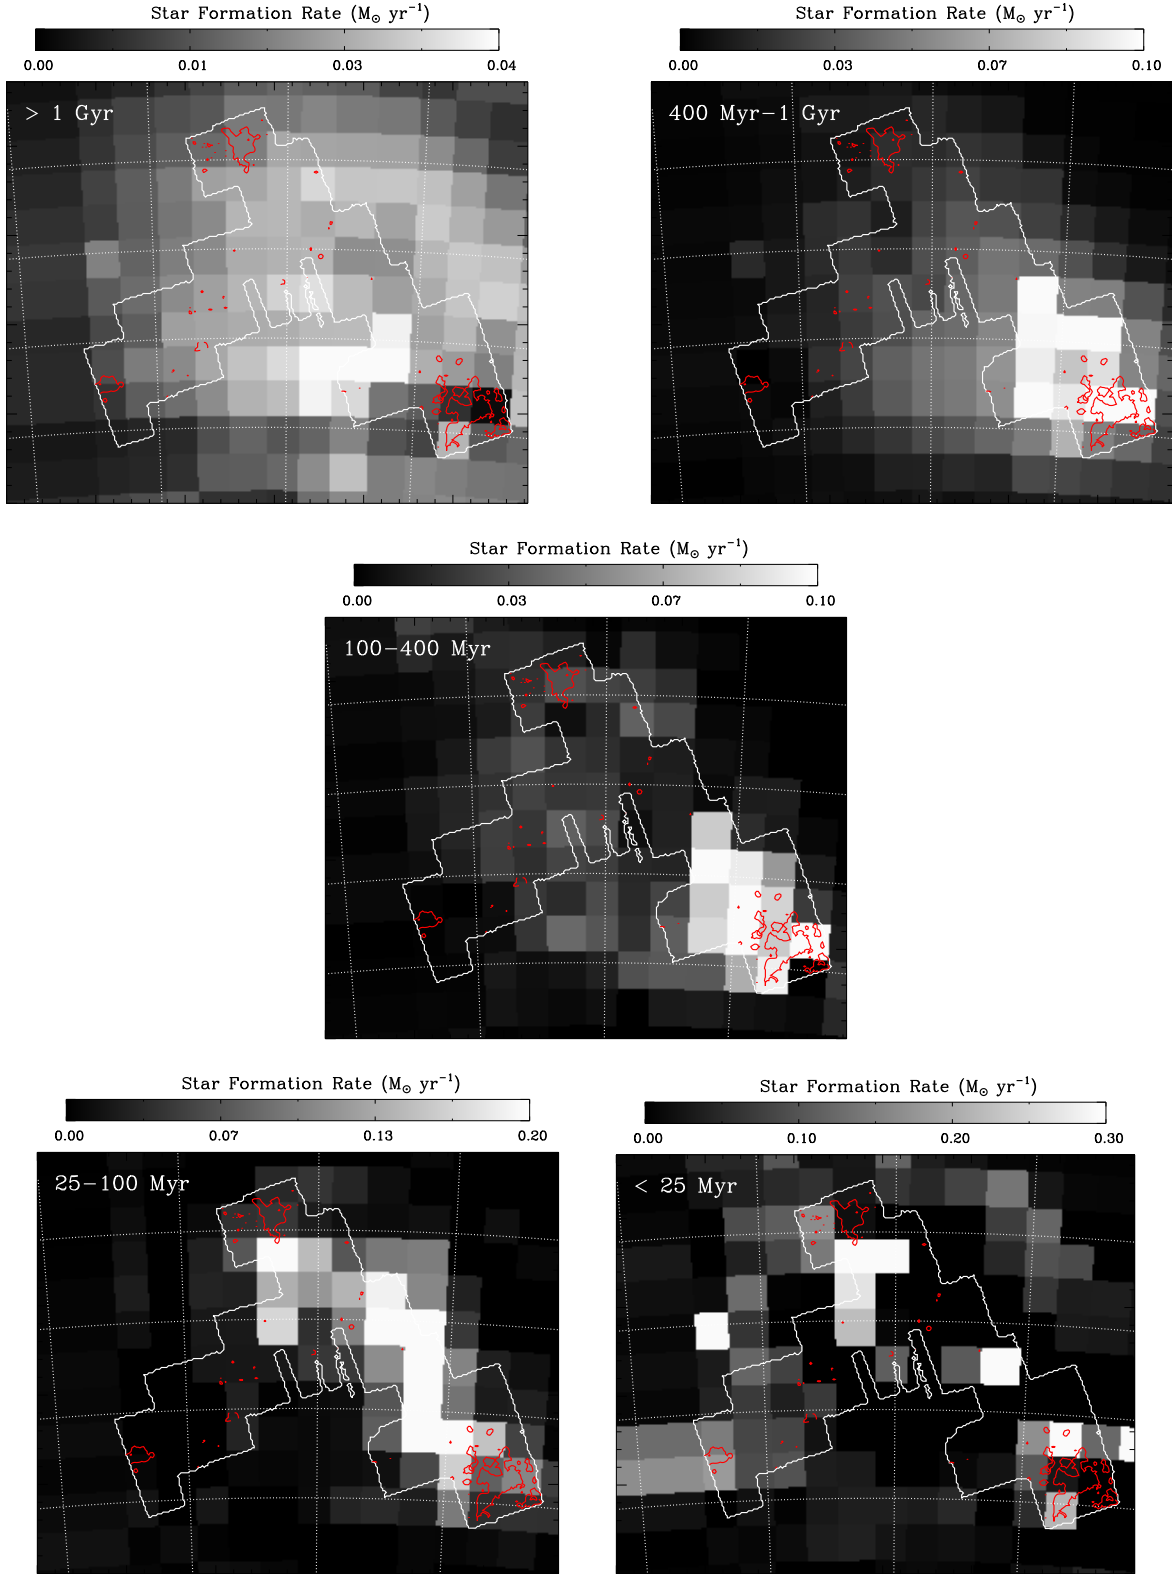 Star Formation Rate (M⊙ yr⁻¹)
0.00 0.01 0.03 0.04
> 1 Gyr
Star Formation Rate (M⊙ yr⁻¹)
0.00 0.03 0.07 0.10
400 Myr−1 Gyr
Star Formation Rate (M⊙ yr⁻¹)
0.00 0.03 0.07 0.10
100−400 Myr
Star Formation Rate (M⊙ yr⁻¹)
0.00 0.07 0.13 0.20
25−100 Myr
Star Formation Rate (M⊙ yr⁻¹)
0.00 0.10 0.20 0.30
< 25 Myr